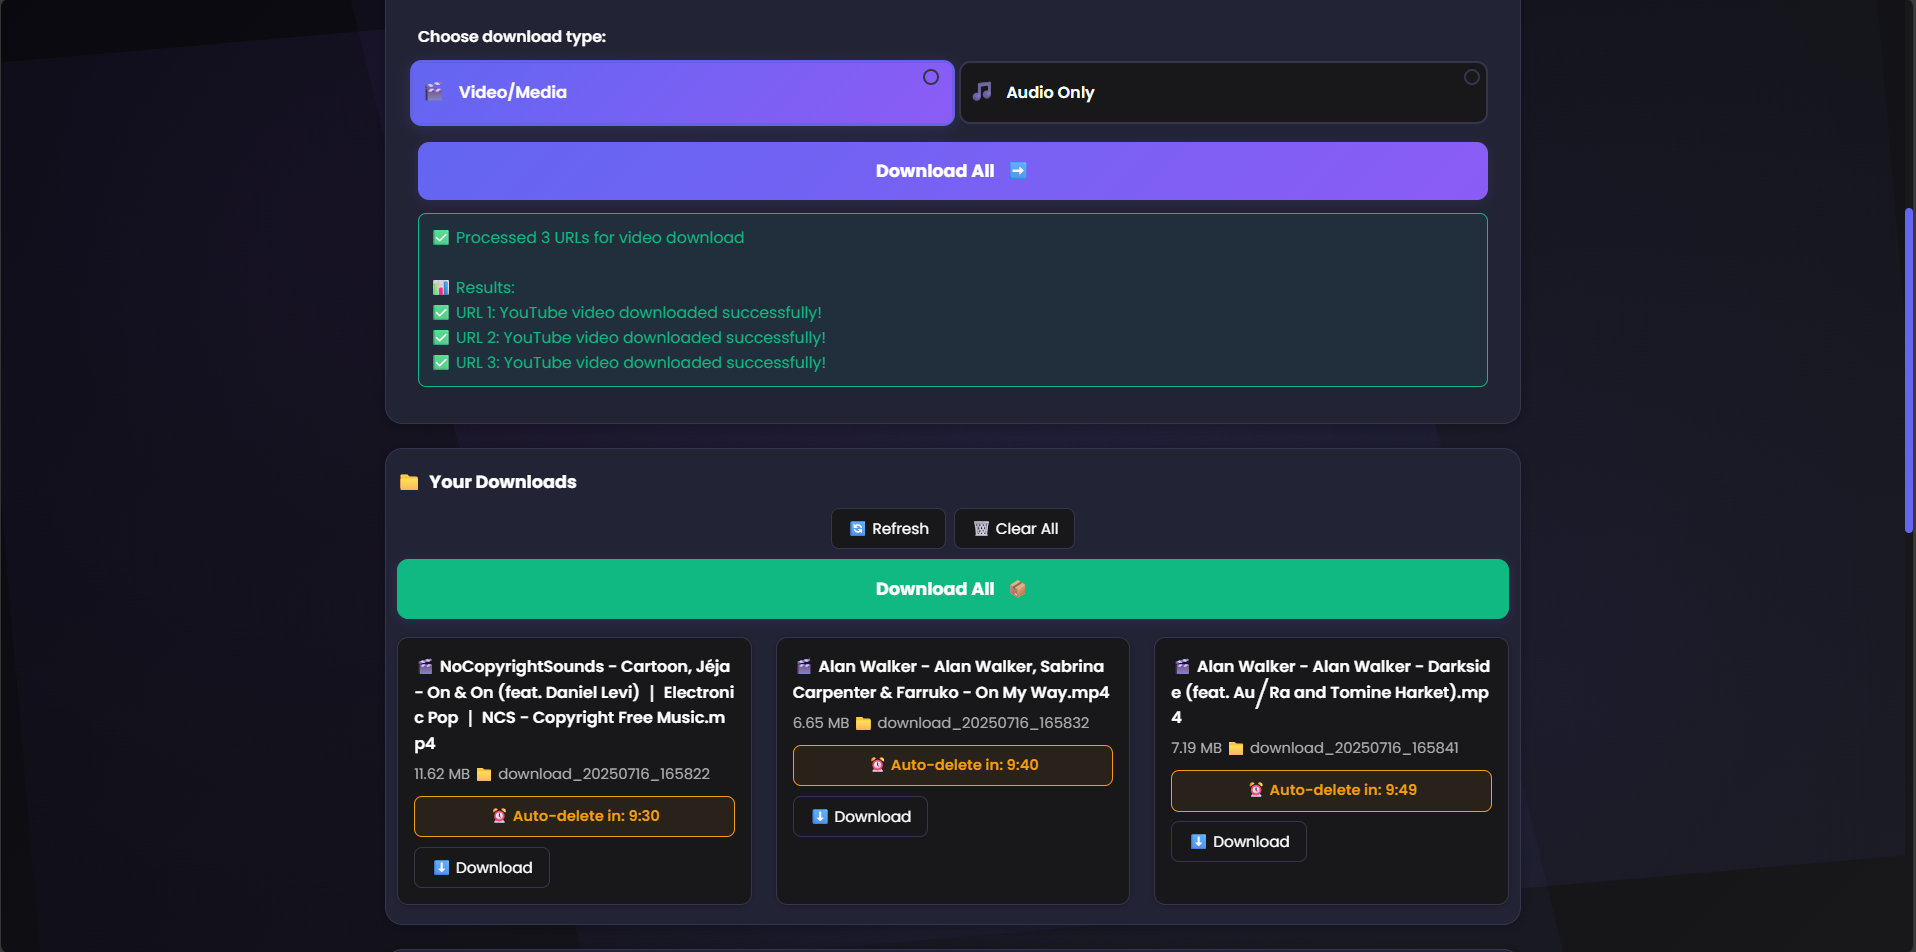 Choose download type:
Video/Media
Audio Only
Download All
Processed 3 URLs for video download
Results:
URL 1: YouTube video downloaded successfully!
URL 2: YouTube video downloaded successfully!
URL 3: YouTube video downloaded successfully!
Your Downloads
Refresh
Clear All
Download All
NoCopyrightSounds - Cartoon, Jéja
- On & On (feat. Daniel Levi) ｜ Electroni
c Pop ｜ NCS - Copyright Free Music.m
p4
11.62 MB download_20250716_165822
Auto-delete in: 9:30
Download
Alan Walker - Alan Walker, Sabrina
Carpenter & Farruko - On My Way.mp4
6.65 MB download_20250716_165832
Auto-delete in: 9:40
Download
Alan Walker - Alan Walker - Darksid
e (feat. Au⧸Ra and Tomine Harket).mp
4
7.19 MB download_20250716_165841
Auto-delete in: 9:49
Download